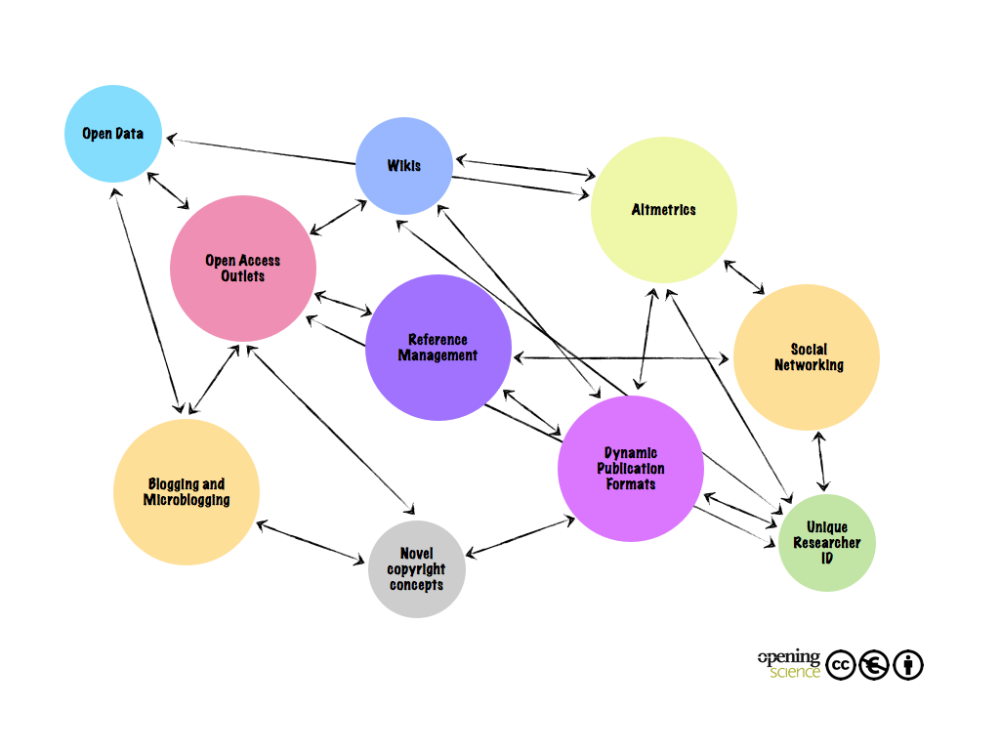 Open Data
Wikis
Altmetrics
Open Access
Outlets
Reference
Management
Social
Networking
Dynamic
Publication
Formats
Blogging and
Microblogging
Unique
Researcher
ID
Novel
copyright
concepts
opening
science
cc